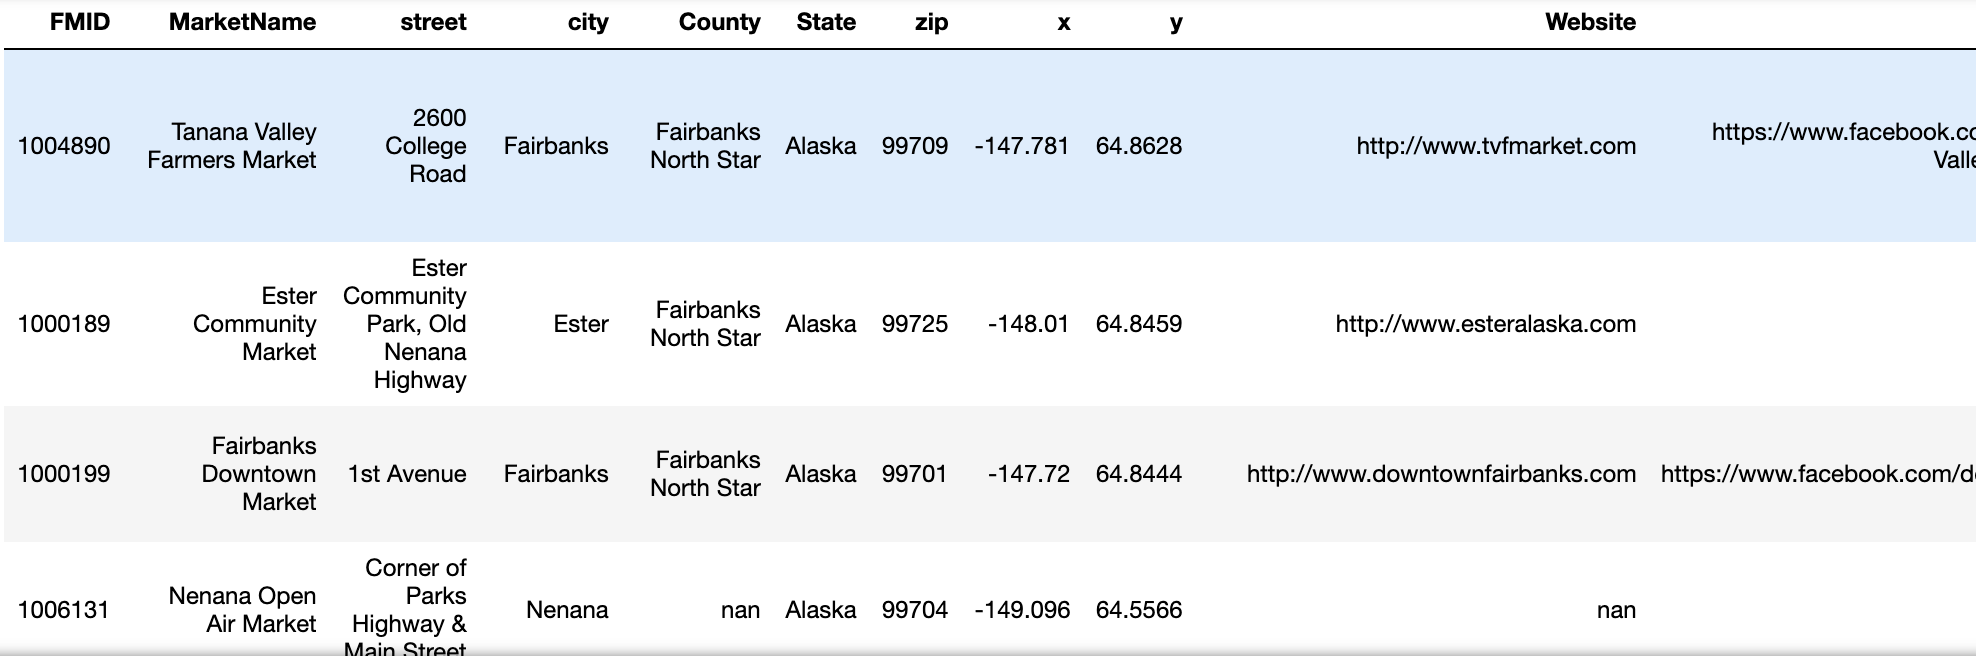 FMID MarketName street city County State zip x y Website
1004890 Tanana Valley Farmers Market 2600 College Road Fairbanks Fairbanks North Star Alaska 99709 -147.781 64.8628 http://www.tvfmarket.com https://www.facebook.co Valle
1000189 Ester Community Market Ester Community Park, Old Nenana Highway Ester Fairbanks North Star Alaska 99725 -148.01 64.8459 http://www.esteralaska.com
1000199 Fairbanks Downtown Market 1st Avenue Fairbanks Fairbanks North Star Alaska 99701 -147.72 64.8444 http://www.downtownfairbanks.com https://www.facebook.com/d
1006131 Nenana Open Air Market Corner of Parks Highway & Main Street Nenana nan Alaska 99704 -149.096 64.5566 nan